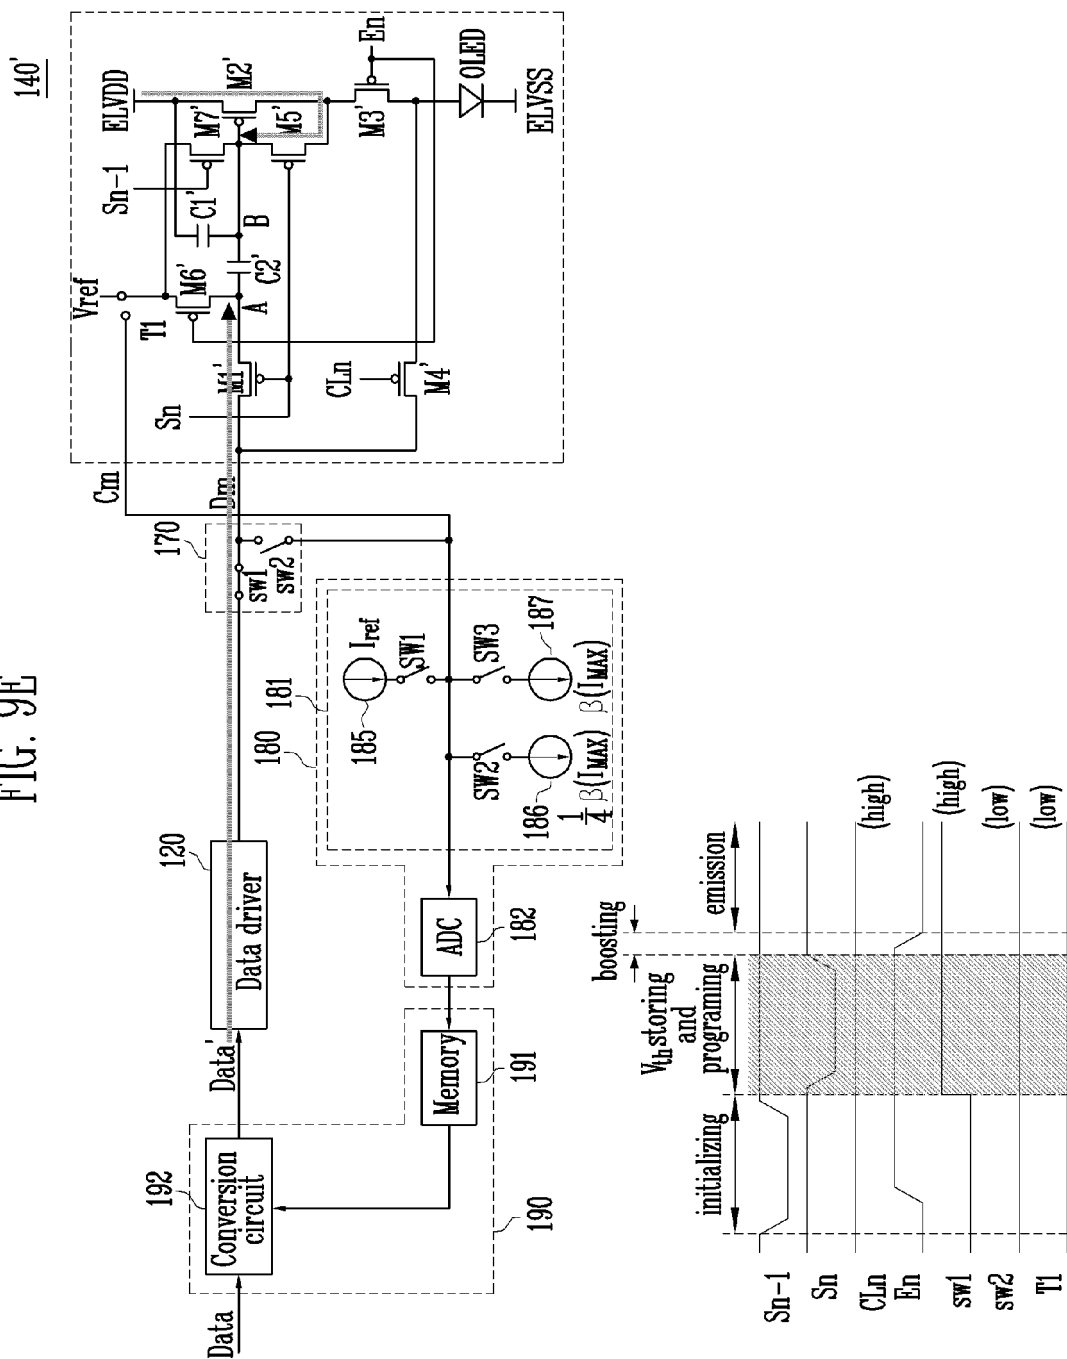 FIG. 9E
140'
ELVDD
M2'
M7'
M5'
En
M3'
OLED
ELVSS
Sn-1
C1'
B
Vref
M6'
C2'
A
T1
M1'
Sn
CLn
M4'
Cm
Dm
170
sw1
sw2
120
Data driver
Data'
180
181
Iref
SW1
185
SW3
187
β(IMAX)
SW2
186
1/4 β(IMAX)
ADC
182
Memory
191
190
192
Conversion
circuit
Data
initializing
Vth storing
and
programing
boosting
emission
Sn-1
Sn
CLn
(high)
En
sw1
(high)
sw2
(low)
T1
(low)